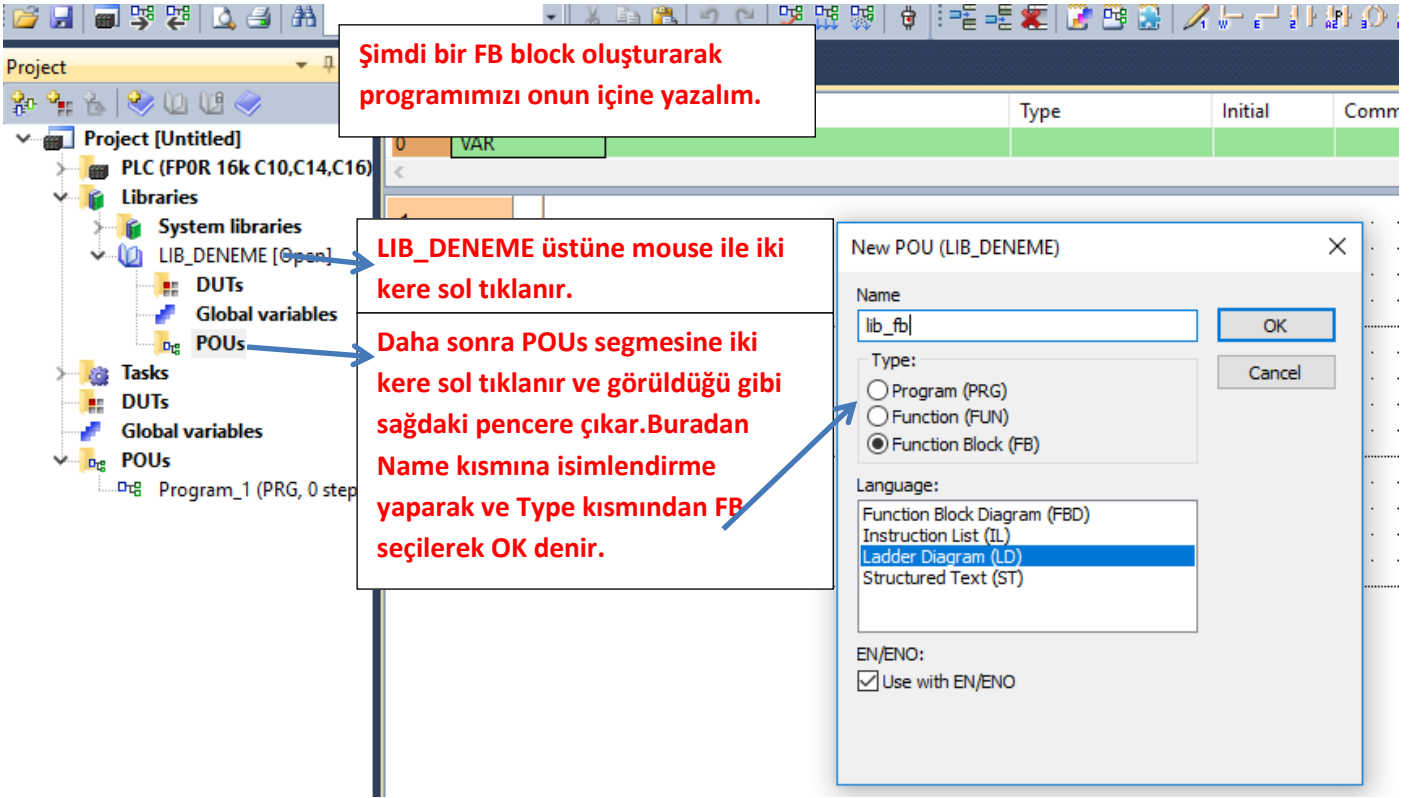 Şimdi bir FB block oluşturarak
programımızı onun içine yazalım.
Project
Type
Initial
Comm
0
VAR
Project [Untitled]
PLC (FP0R 16k C10,C14,C16)
Libraries
System libraries
LIB_DENEME [Open]
DUTs
Global variables
POUs
Tasks
DUTs
Global variables
POUs
Program_1 (PRG, 0 step
LIB_DENEME üstüne mouse ile iki
kere sol tıklanır.
Daha sonra POUs segmesine iki
kere sol tıklanır ve görüldüğü gibi
sağdaki pencere çıkar.Buradan
Name kısmına isimlendirme
yaparak ve Type kısmından FB
seçilerek OK denir.
New POU (LIB_DENEME)
Name
lib_fb
OK
Cancel
Type:
Program (PRG)
Function (FUN)
Function Block (FB)
Language:
Function Block Diagram (FBD)
Instruction List (IL)
Ladder Diagram (LD)
Structured Text (ST)
EN/ENO:
Use with EN/ENO